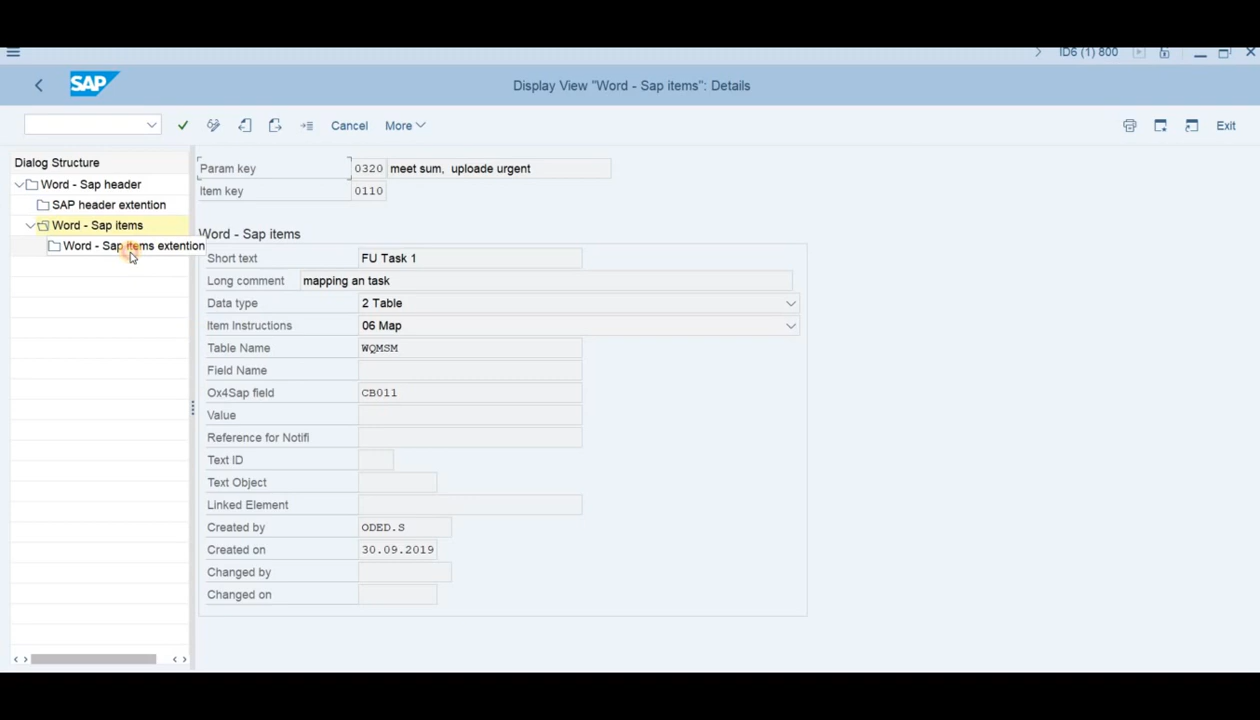 ID6 (1) 800
SAP
Display View "Word - Sap items": Details
Cancel
More
Exit
Dialog Structure
Word - Sap header
SAP header extention
Word - Sap items
Word - Sap items extention
Param key 0320 meet sum, uploade urgent
Item key 0110
Word - Sap items
Short text FU Task 1
Long comment mapping an task
Data type 2 Table
Item Instructions 06 Map
Table Name WQMSM
Field Name
Ox4Sap field CB011
Value
Reference for Notifi
Text ID
Text Object
Linked Element
Created by ODED.S
Created on 30.09.2019
Changed by
Changed on